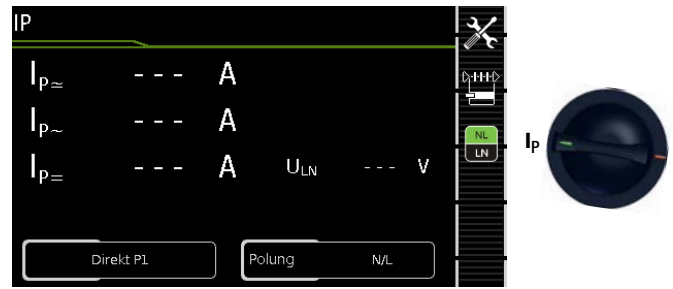 IP
Ip≃ - - - A
Ip~ - - - A
Ip= - - - A ULN - - - V
Direkt P1 Polung N/L
NL
LN
IP